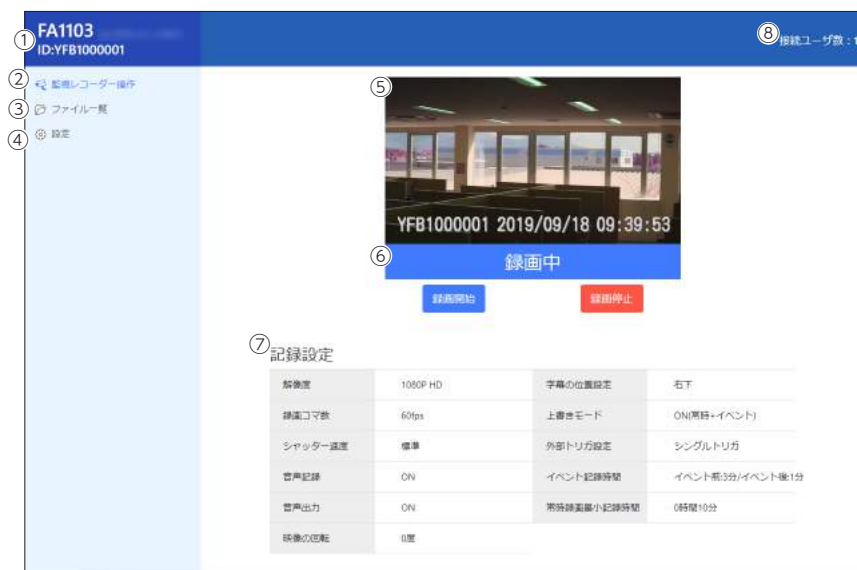 ① FA1103
ID:YFB1000001
⑧ 接続ユーザ数 : 1
② 監視レコーダー操作
③ ファイル一覧
④ 設定
⑤
YFB1000001 2019/09/18 09:39:53
⑥ 録画中
録画開始 録画停止
⑦ 記録設定
解像度 1080P HD 字幕の位置設定 右下
録画コマ数 60fps 上書きモード ON(常時+イベント)
シャッター速度 標準 外部トリガ設定 シングルトリガ
音声記録 ON イベント記録時間 イベント前:3分/イベント後:1分
音声出力 ON 常時録画最小記録時間 0時間10分
映像の回転 0度